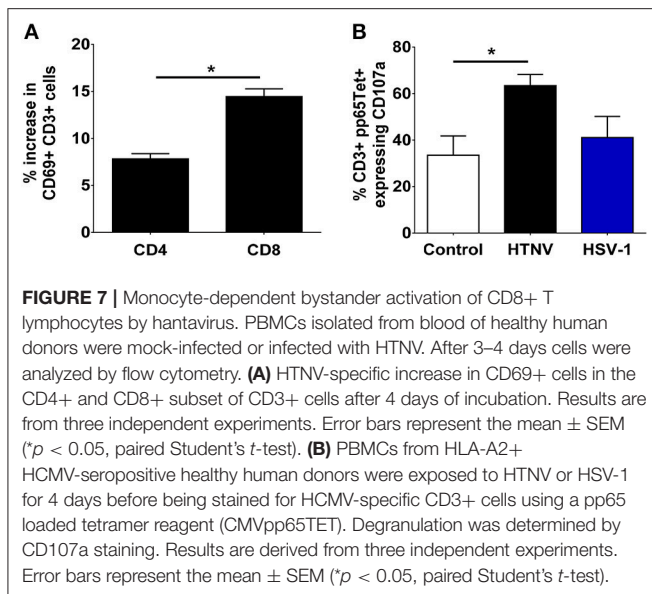 A
% increase in
CD69+ CD3+ cells
20
15
10
5
0
*
CD4
CD8
B
% CD3+ pp65Tet+
expressing CD107a
80
60
40
20
0
*
Control
HTNV
HSV-1
FIGURE 7 | Monocyte-dependent bystander activation of CD8+ T
lymphocytes by hantavirus. PBMCs isolated from blood of healthy human
donors were mock-infected or infected with HTNV. After 3–4 days cells were
analyzed by flow cytometry. (A) HTNV-specific increase in CD69+ cells in the
CD4+ and CD8+ subset of CD3+ cells after 4 days of incubation. Results are
from three independent experiments. Error bars represent the mean ± SEM
(*p < 0.05, paired Student's t-test). (B) PBMCs from HLA-A2+
HCMV-seropositive healthy human donors were exposed to HTNV or HSV-1
for 4 days before being stained for HCMV-specific CD3+ cells using a pp65
loaded tetramer reagent (CMVpp65TET). Degranulation was determined by
CD107a staining. Results are derived from three independent experiments.
Error bars represent the mean ± SEM (*p < 0.05, paired Student's t-test).